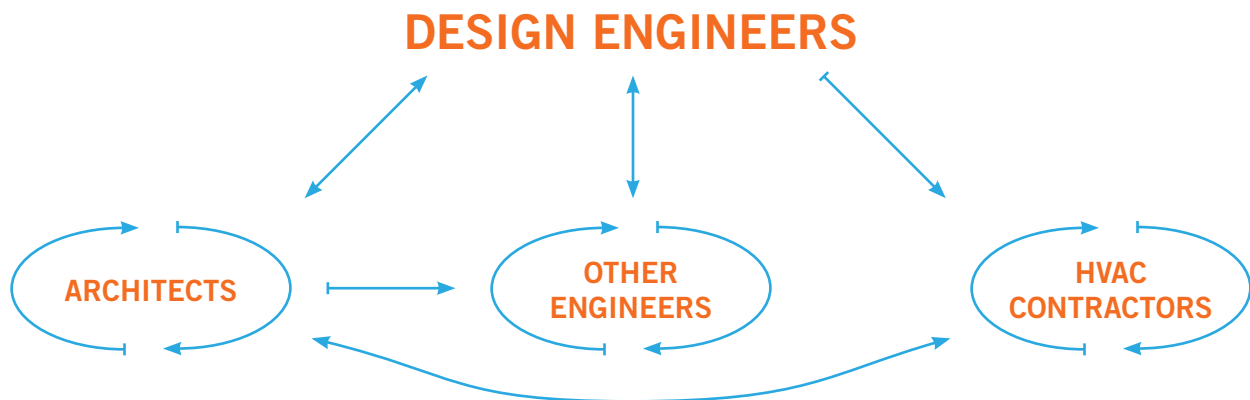 DESIGN ENGINEERS
ARCHITECTS
OTHER
ENGINEERS
HVAC
CONTRACTORS